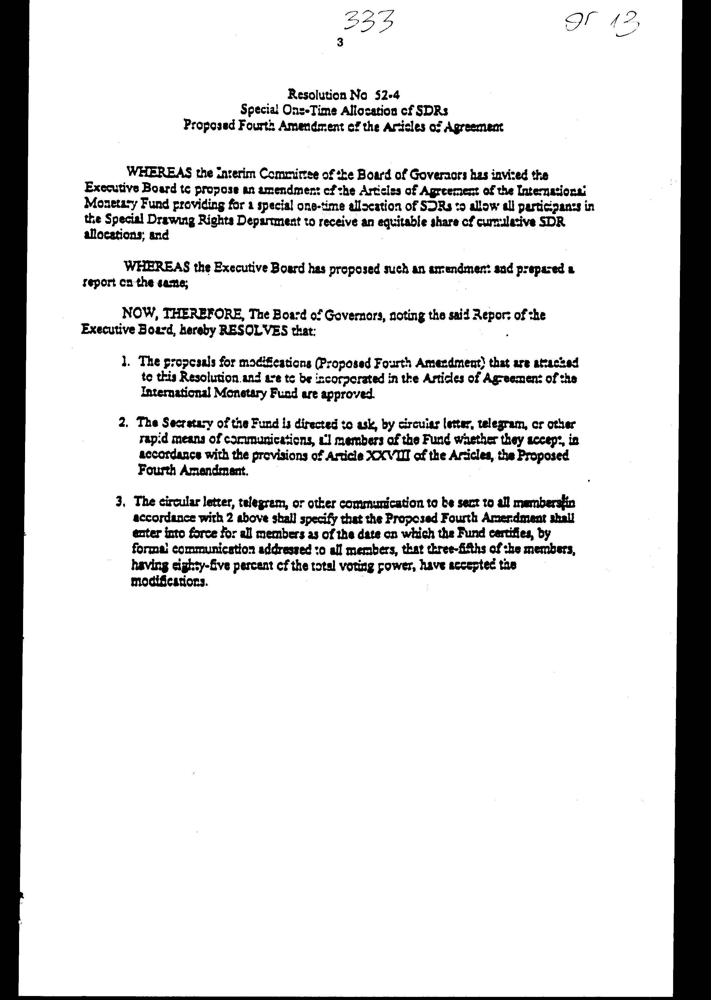 333
13
3
Resolution No 52-4
Special One-Time Allocation of SDRs
Proposed Fourth Amendment of the Articles of Agreement
WHEREAS the Interim Committee of the Board of Governors has invited the
Executive Board to propose an amendment of the Articles of Agreement of the International
Monetary Fund providing for a special one-time allocation of SDRs to allow all participants in
the Special Drawing Rights Department to receive an equitable share of cumulative SDR
allocations; and
WHEREAS the Executive Board has proposed such an amendment and prepared a
report on the same;
NOW, THEREFORE, The Board of Governors, noting the said Report of the
Executive Board, hereby RESOLVES that:
1. The proposals for modifications (Proposed Fourth Amendment) that are attached
to this Resolution and are to be incorporated in the Articles of Agreement of the
International Monetary Fund are approved.
2. The Secretary of the Fund is directed to ask, by circular letter, telegram, or other
rapid means of communications, all members of the Fund whether they accept, in
accordance with the provisions of Article XXVIII of the Articles, the Proposed
Fourth Amendment.
3. The circular letter, telegram, or other communication to be sent to all members in
accordance with 2 above shall specify that the Proposed Fourth Amendment shall
enter into force for all members as of the date on which the Fund certifies, by
formal communication addressed to all members, that three-fifths of the members,
having eighty-five percent of the total voting power, have accepted the
modifications.